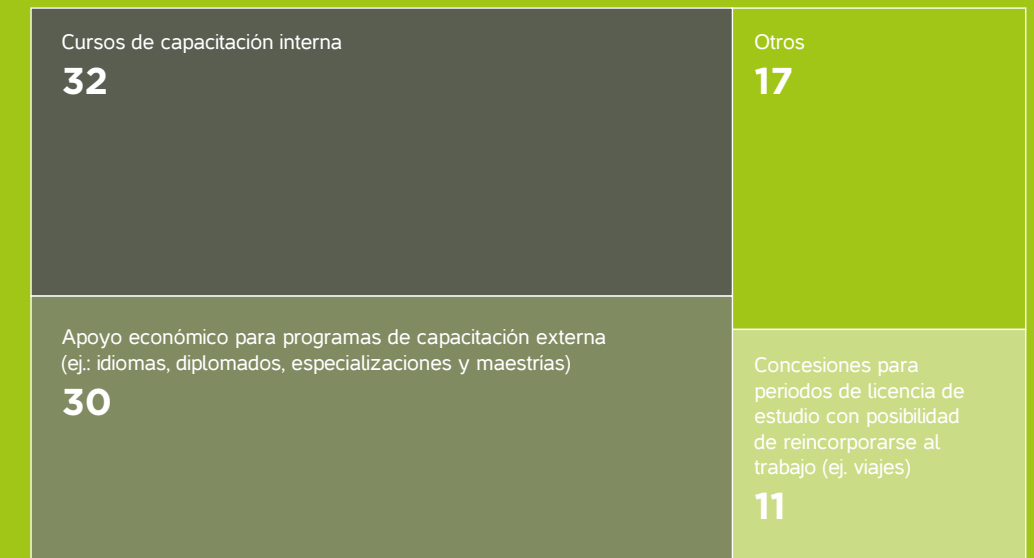 Cursos de capacitación interna
32
Apoyo económico para programas de capacitación externa
(ej.: idiomas, diplomados, especializaciones y maestrías)
30
Otros
17
Concesiones para
periodos de licencia de
estudio con posibilidad
de reincorporarse al
trabajo (ej. viajes)
11